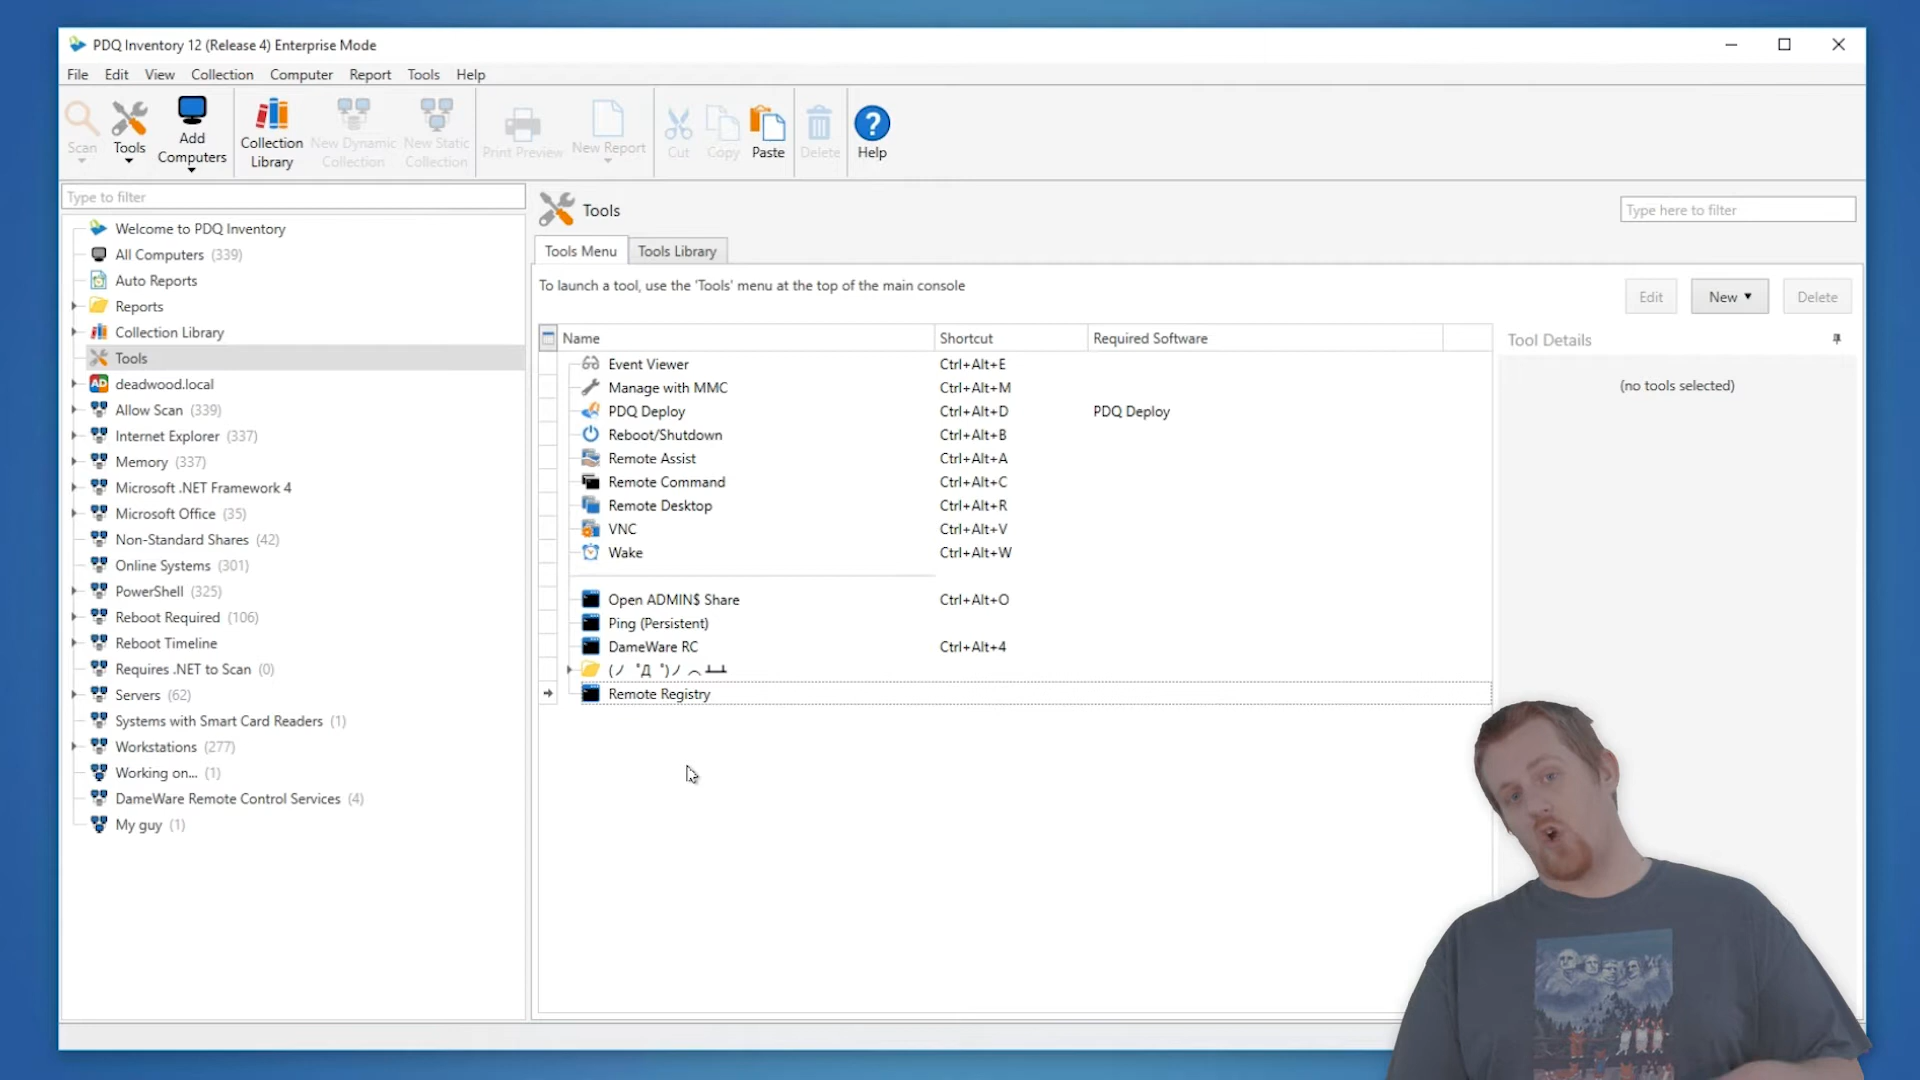 PDQ Inventory 12 (Release 4) Enterprise Mode
File Edit View Collection Computer Report Tools Help
Scan
Tools
Add Computers
Collection Library
New Dynamic Collection
New Static Collection
Print Preview
New Report
Cut
Copy
Paste
Delete
? Help
Type to filter
Welcome to PDQ Inventory
All Computers (339)
Auto Reports
Reports
Collection Library
Tools
AD deadwood.local
Allow Scan (339)
Internet Explorer (337)
Memory (337)
Microsoft .NET Framework 4
Microsoft Office (35)
Non-Standard Shares (42)
Online Systems (301)
PowerShell (325)
Reboot Required (106)
Reboot Timeline
Requires .NET to Scan (0)
Servers (62)
Systems with Smart Card Readers (1)
Workstations (277)
Working on... (1)
DameWare Remote Control Services (4)
My guy (1)
Tools
Type here to filter
Tools Menu Tools Library
To launch a tool, use the 'Tools' menu at the top of the main console
Edit New Delete
Name Shortcut Required Software
Event Viewer Ctrl+Alt+E
Manage with MMC Ctrl+Alt+M
PDQ Deploy Ctrl+Alt+D PDQ Deploy
Reboot/Shutdown Ctrl+Alt+B
Remote Assist Ctrl+Alt+A
Remote Command Ctrl+Alt+C
Remote Desktop Ctrl+Alt+R
VNC Ctrl+Alt+V
Wake Ctrl+Alt+W
Open ADMIN$ Share Ctrl+Alt+O
Ping (Persistent)
DameWare RC Ctrl+Alt+4
(ノ ゜Д゜)ノ ︵ ┻┻
Remote Registry
Tool Details
(no tools selected)